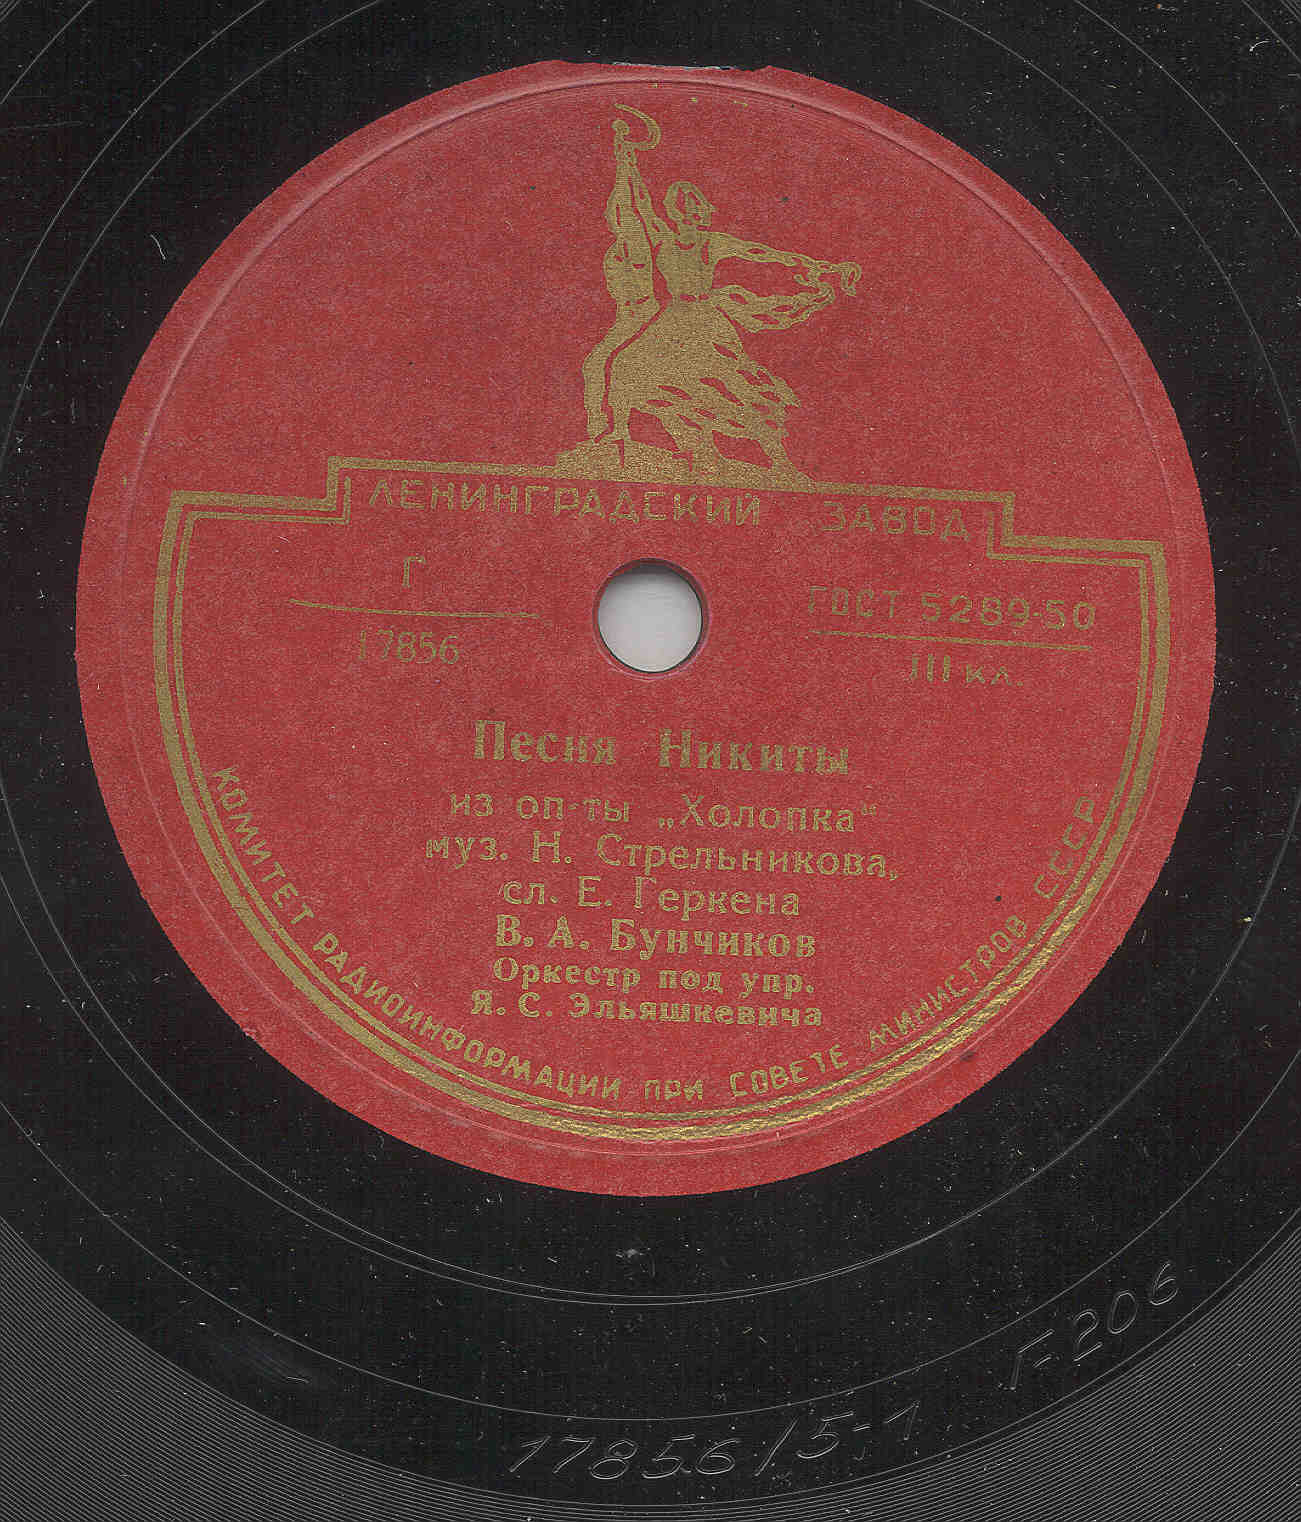 ЛЕНИНГРАДСКИЙ ЗАВОД
Г
17856
ГОСТ 5289-50
III кл.
Песня Никиты
из оп-ты „Холопка“
муз. Н. Стрельникова,
сл. Е. Геркена
В. А. Бунчиков
Оркестр под упр.
Я. С. Эльяшкевича
КОМИТЕТ РАДИОИНФОРМАЦИИ ПРИ СОВЕТЕ МИНИСТРОВ СССР
17856/5-1
Г-206